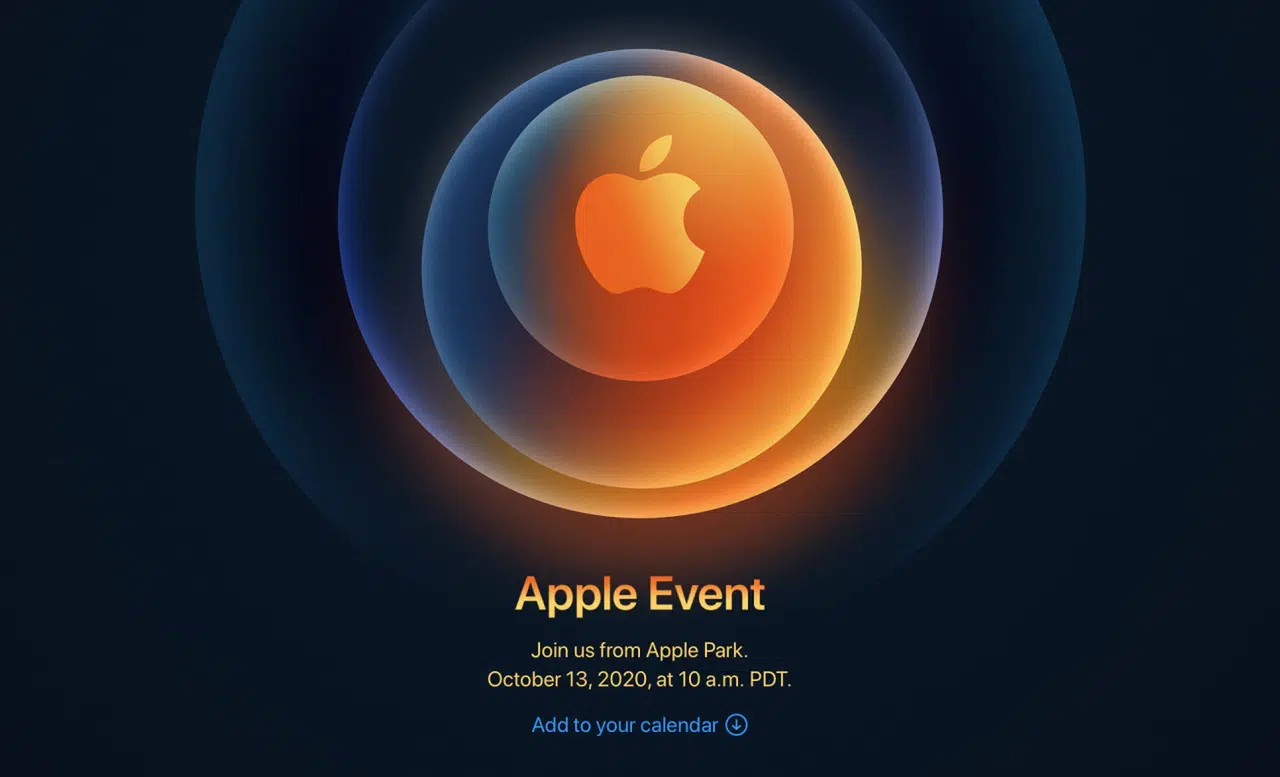 Apple Event
Join us from Apple Park.
October 13, 2020, at 10 a.m. PDT.
Add to your calendar